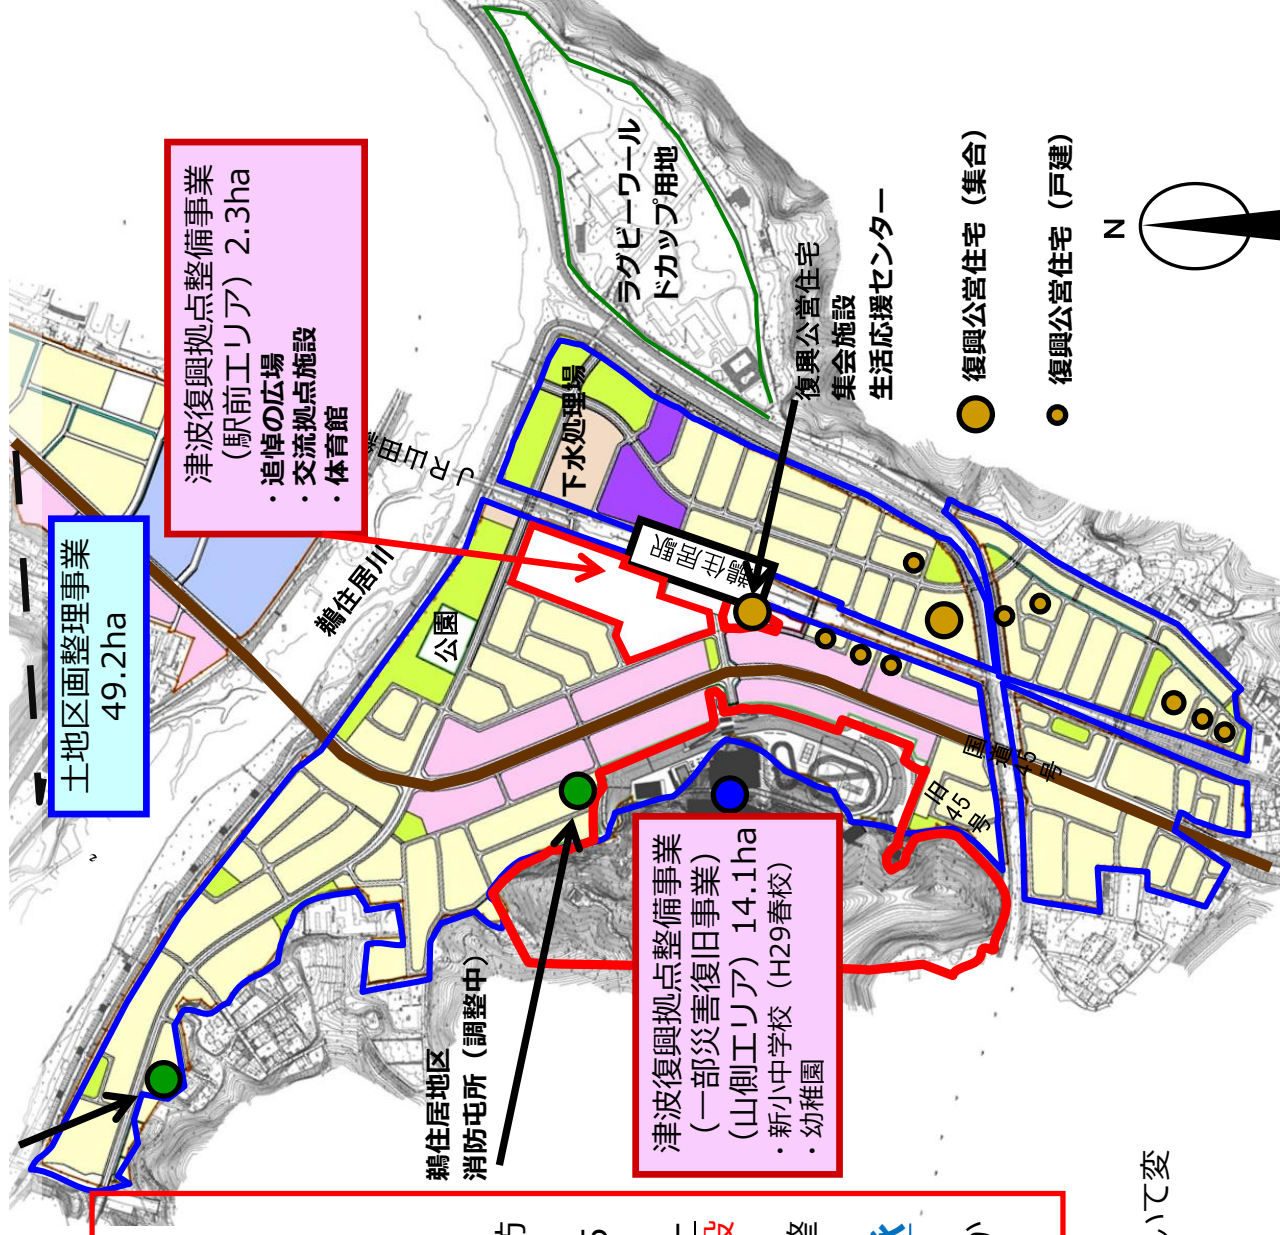 土地区画整理事業
49.2ha
津波復興拠点整備事業
(駅前エリア) 2.3ha
・追悼の広場
・交流拠点施設
・体育館
鵜住居川
JR山田線
公園
下水処理場
鵜住居駅
ラグビーワール
ドカップ用地
復興公営住宅
集会施設
生活応援センター
復興公営住宅（集合）
復興公営住宅（戸建）
N
国道45号
旧45号
鵜住居地区
消防屯所（調整中）
津波復興拠点整備事業
(一部災害復旧事業)
(山側エリア) 14.1ha
・新小中学校（H29春校）
・幼稚園
いて変